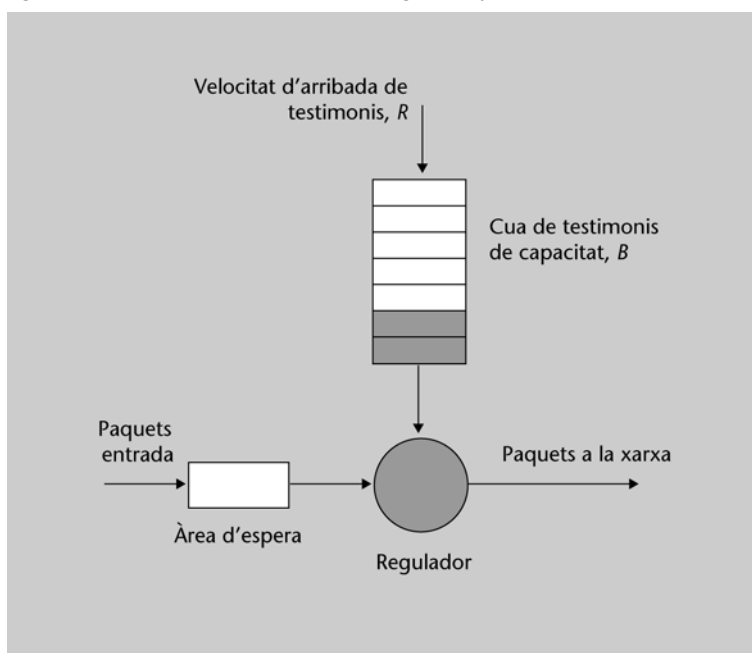 Velocitat d'arribada de
testimonis, R
Cua de testimonis
de capacitat, B
Paquets
entrada
Paquets a la xarxa
Àrea d'espera
Regulador